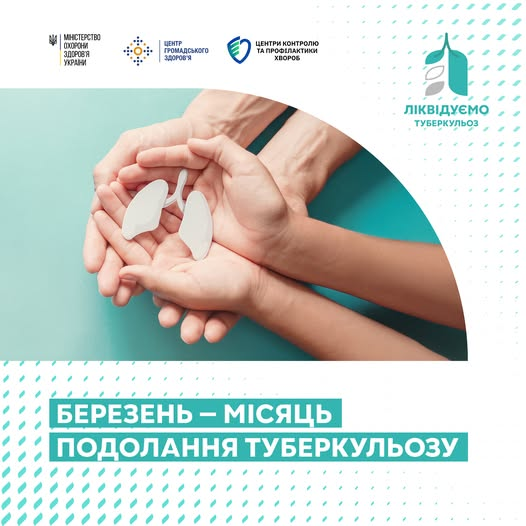 МІНІСТЕРСТВО
ОХОРОНИ
ЗДОРОВ'Я
УКРАЇНИ
ЦЕНТР
ГРОМАДСЬКОГО
ЗДОРОВ'Я
ЦЕНТРИ КОНТРОЛЮ
ТА ПРОФІЛАКТИКИ
ХВОРОБ
ЛІКВІДУЄМО
ТУБЕРКУЛЬОЗ
БЕРЕЗЕНЬ – МІСЯЦЬ
ПОДОЛАННЯ ТУБЕРКУЛЬОЗУ